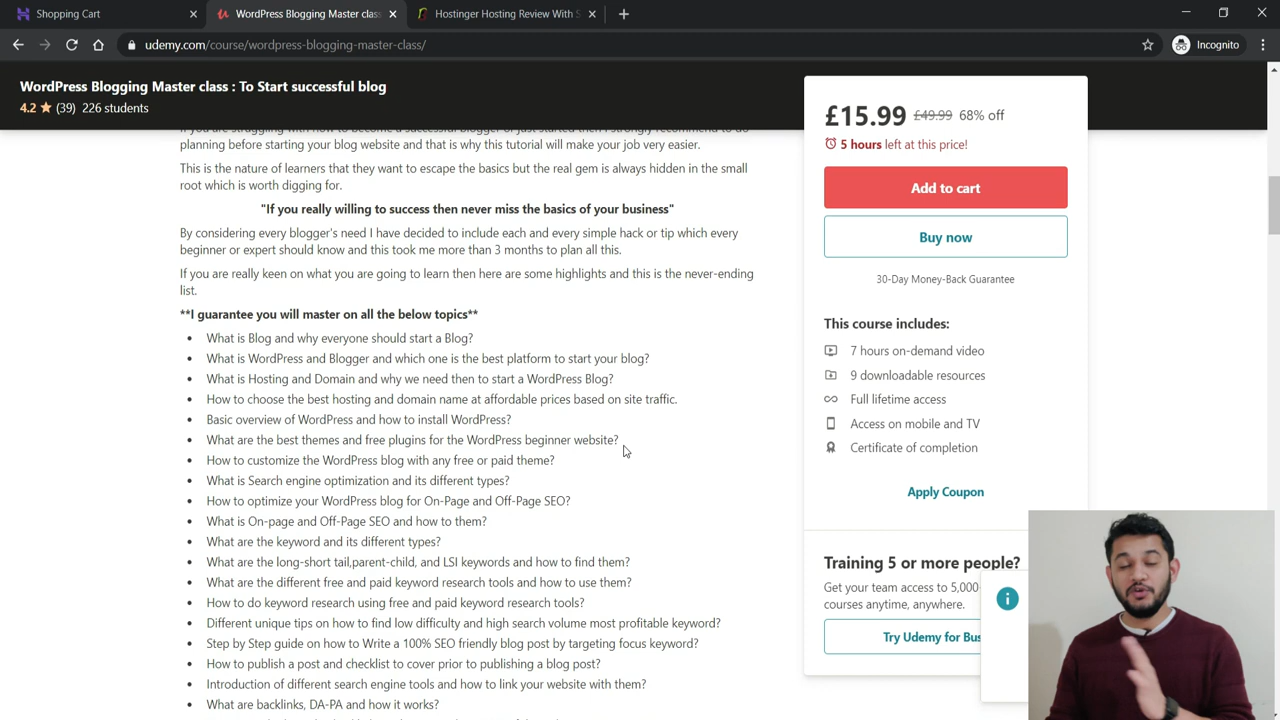 Shopping Cart
WordPress Blogging Master clas
Hostinger Hosting Review With S
udemy.com/course/wordpress-blogging-master-class/
Incognito
WordPress Blogging Master class : To Start successful blog
4.2 ★ (39) 226 students
planning before starting your blog website and that is why this tutorial will make your job very easier.
This is the nature of learners that they want to escape the basics but the real gem is always hidden in the small
root which is worth digging for.
"If you really willing to success then never miss the basics of your business"
By considering every blogger's need I have decided to include each and every simple hack or tip which every
beginner or expert should know and this took me more than 3 months to plan all this.
If you are really keen on what you are going to learn then here are some highlights and this is the never-ending
list.
**I guarantee you will master on all the below topics**
What is Blog and why everyone should start a Blog?
What is WordPress and Blogger and which one is the best platform to start your blog?
What is Hosting and Domain and why we need then to start a WordPress Blog?
How to choose the best hosting and domain name at affordable prices based on site traffic.
Basic overview of WordPress and how to install WordPress?
What are the best themes and free plugins for the WordPress beginner website?
How to customize the WordPress blog with any free or paid theme?
What is Search engine optimization and its different types?
How to optimize your WordPress blog for On-Page and Off-Page SEO?
What is On-page and Off-Page SEO and how to them?
What are the keyword and its different types?
What are the long-short tail,parent-child, and LSI keywords and how to find them?
What are the different free and paid keyword research tools and how to use them?
How to do keyword research using free and paid keyword research tools?
Different unique tips on how to find low difficulty and high search volume most profitable keyword?
Step by Step guide on how to Write a 100% SEO friendly blog post by targeting focus keyword?
How to publish a post and checklist to cover prior to publishing a blog post?
Introduction of different search engine tools and how to link your website with them?
What are backlinks, DA-PA and how it works?
£15.99 £49.99 68% off
5 hours left at this price!
Add to cart
Buy now
30-Day Money-Back Guarantee
This course includes:
7 hours on-demand video
9 downloadable resources
Full lifetime access
Access on mobile and TV
Certificate of completion
Apply Coupon
Training 5 or more people?
Get your team access to 5,000
courses anytime, anywhere.
Try Udemy for Bus